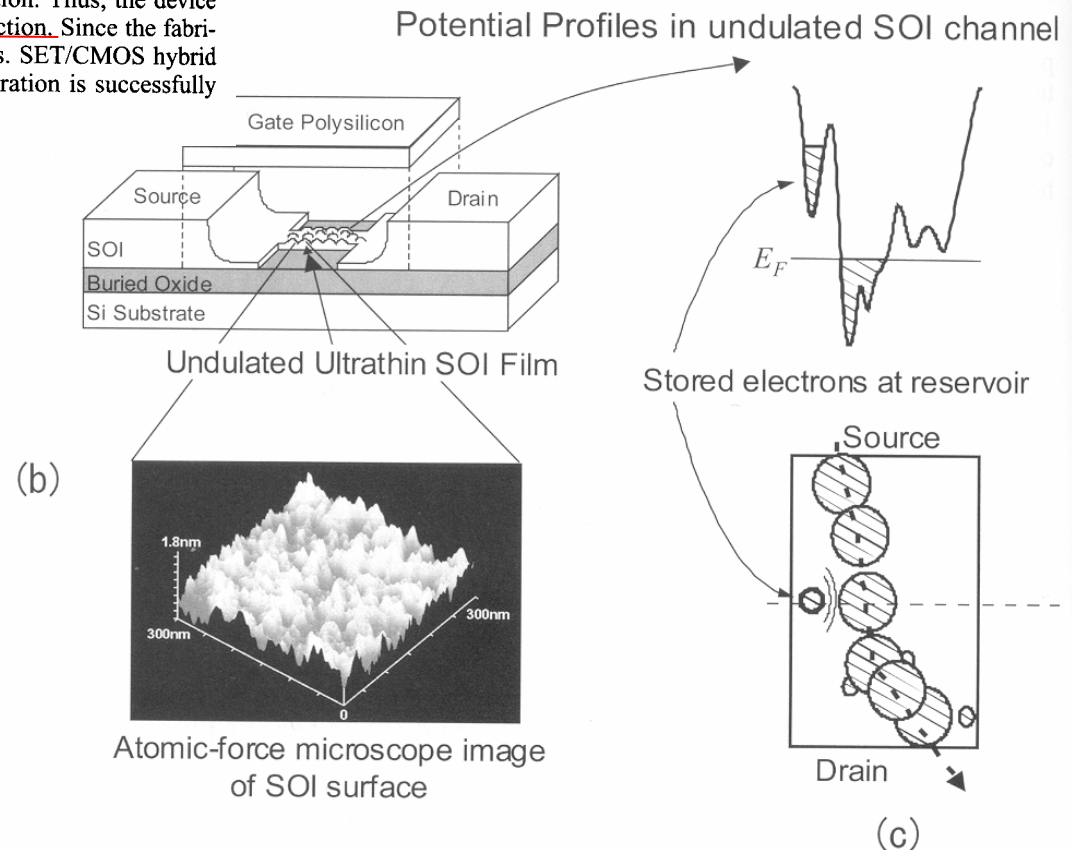 ction. Since the fabri-
s. SET/CMOS hybrid
ration is successfully
Potential Profiles in undulated SOI channel
Gate Polysilicon
Source
Drain
SOI
Buried Oxide
Si Substrate
E_F
Undulated Ultrathin SOI Film
Stored electrons at reservoir
(b)
1.8nm
300nm
300nm
0
Atomic-force microscope image
of SOI surface
Source
Drain
(c)